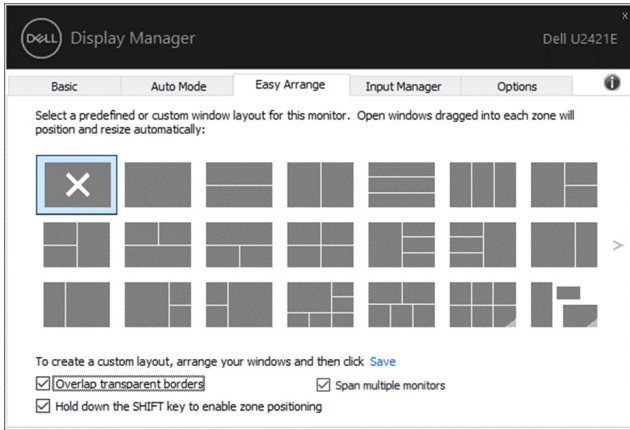 x
DELL Display Manager
Dell U2421E
Basic Auto Mode Easy Arrange Input Manager Options
Select a predefined or custom window layout for this monitor. Open windows dragged into each zone will
position and resize automatically:
>
To create a custom layout, arrange your windows and then click Save
Overlap transparent borders
Span multiple monitors
Hold down the SHIFT key to enable zone positioning